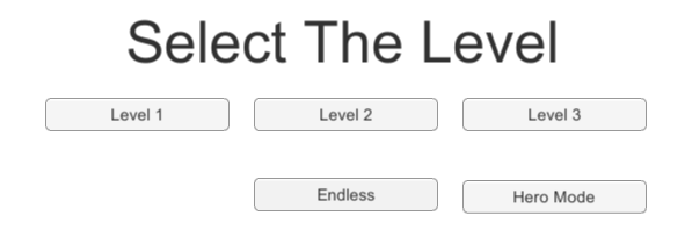 Select The Level
Level 1
Level 2
Level 3
Endless
Hero Mode